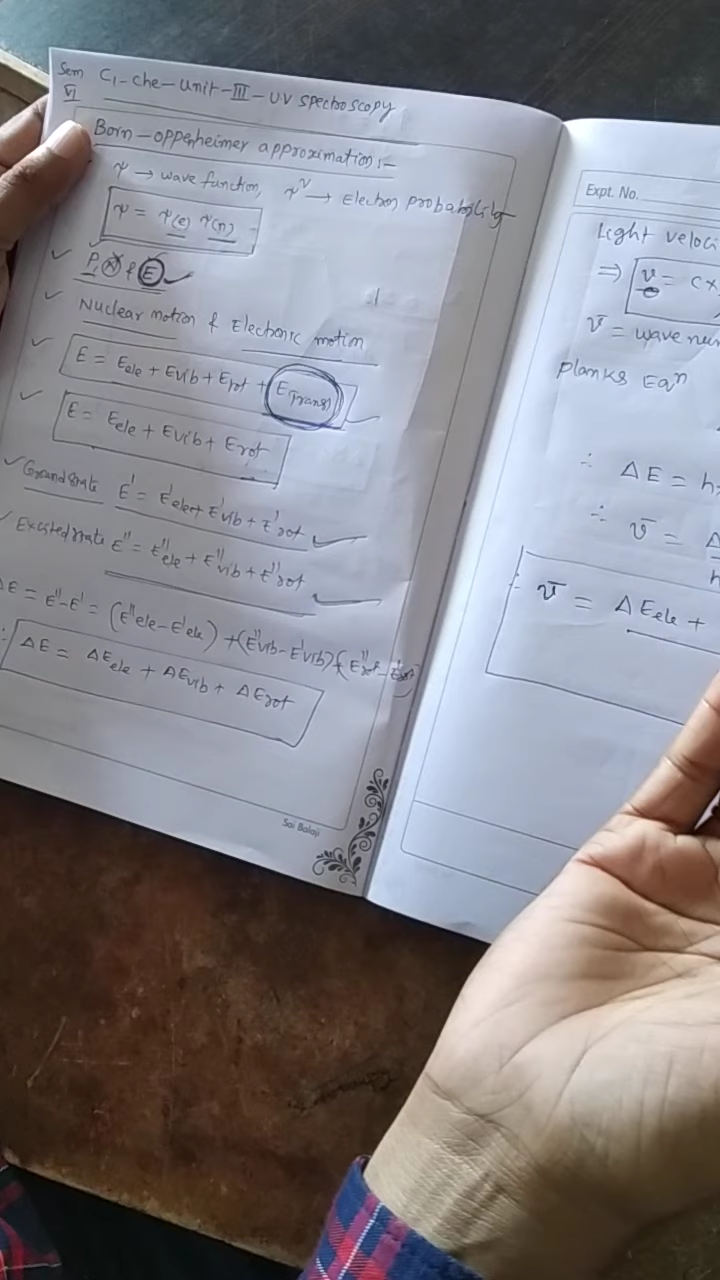 Sem VI C1-Che-Unit-III-UV Spectroscopy
Born-oppenheimer approximation:-
ψ → wave function, ψ² → Electron probability
ψ = ψ(e) ψ(n)
P, N & E
Nuclear motion & Electronic motion
E = Eele + Evib + Erot + ETrans
E = Eele + Evib + Erot
Ground state E' = E'ele + E'vib + E'rot
Excited state E'' = E''ele + E''vib + E''rot
ΔE = E''-E' = (E''ele-E'ele) + (E''vib-E'vib) + (E''rot-E'rot)
∴ ΔE = ΔEele + ΔEvib + ΔErot
Sai Balaji
Expt. No.
Light veloci
⇒ ν = c×
ν̄ = wave nu
planks Eqn
∴ ΔE = h
∴ ν̄ = Δ
h
∴ ν̄ = ΔEele +